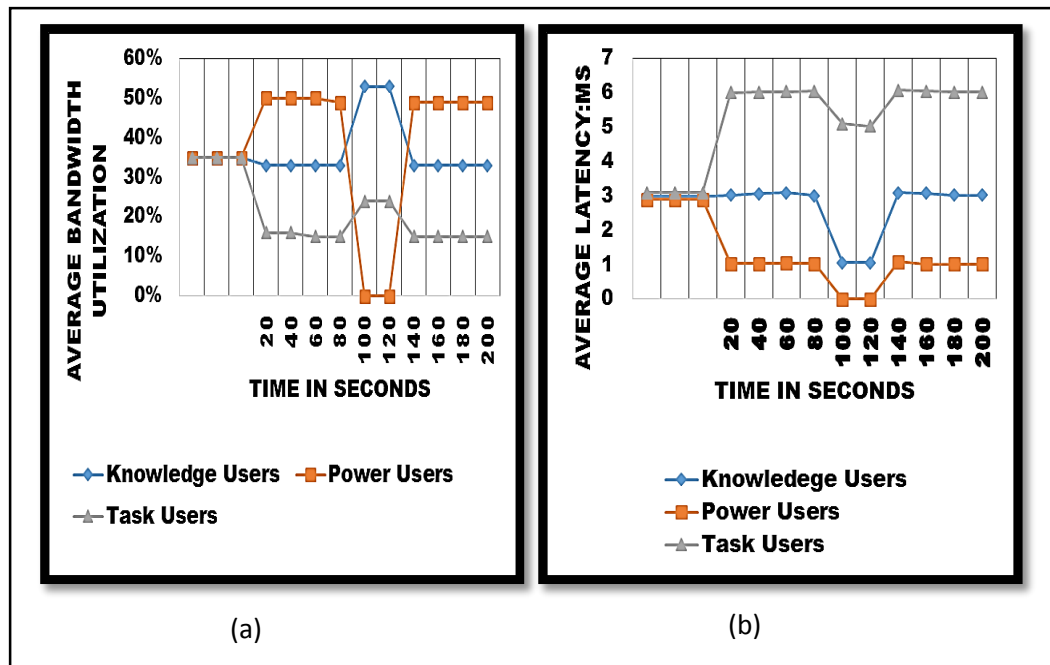 AVERAGE BANDWIDTH
UTILIZATION
60%
50%
40%
30%
20%
10%
0%
20 40 60 80 100 120 140 160 180 200
TIME IN SECONDS
Knowledge Users Power Users
Task Users
(a)
AVERAGE LATENCY:MS
7
6
5
4
3
2
1
0
20 40 60 80 100 120 140 160 180 200
TIME IN SECONDS
Knowledege Users
Power Users
Task Users
(b)